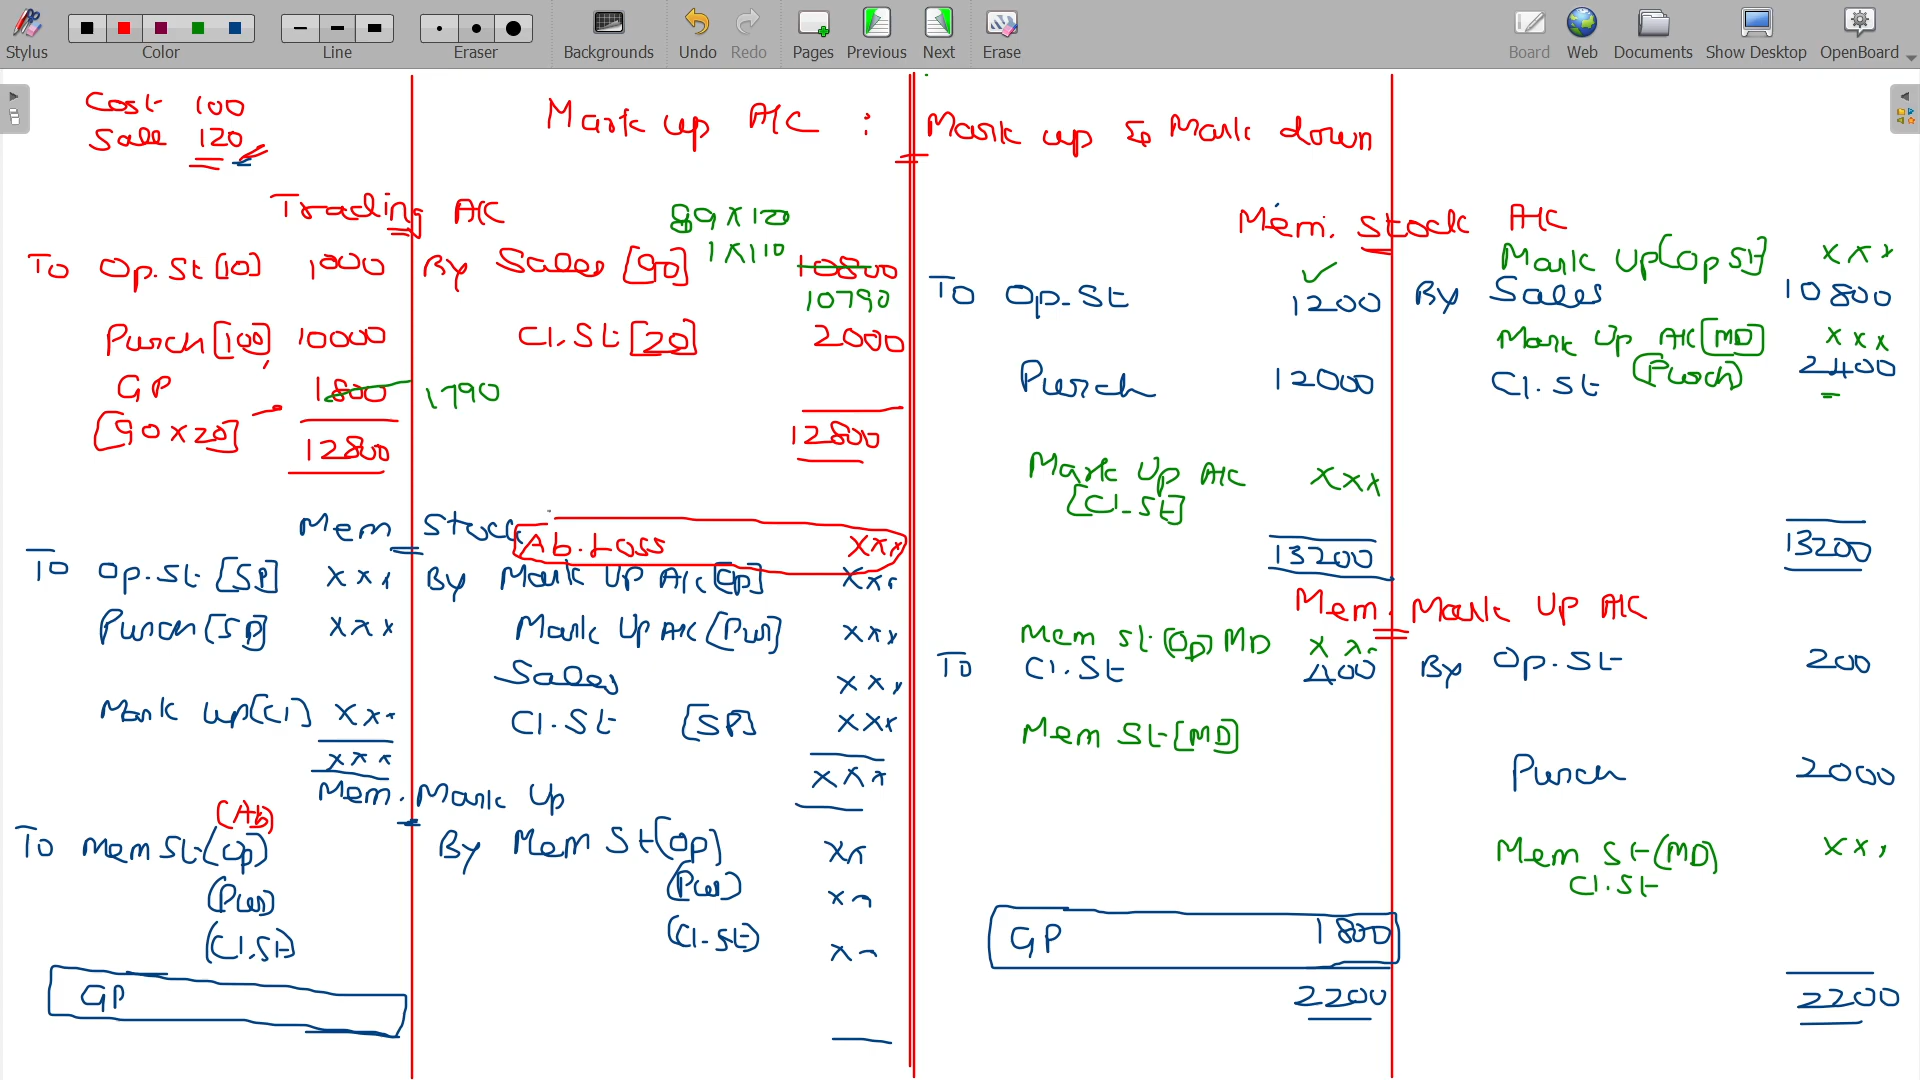 Stylus Color Line Eraser Backgrounds Undo Redo Pages Previous Next Erase Board Web Documents Show Desktop OpenBoard
Cost 100
Sale 120
Mark up A/C : Mark up & Mark down
Trading A/C
89 X 120
1 X 110
To Op.St [10] 1000 By Sales [90] 10800
10790
Purch [100] 10000 Cl.St [20] 2000
GP 1800 1790
[90 x 20]
12800 12800
Mem Stock
Ab.Loss xxx
To Op.St [SP] xxx By Mark UP A/C [Op] xxx
Purch [SP] xxx Mark Up A/C [Pur] xxx
Sales xxx
Mark up (Cl) xxx Cl.St [SP] xxx
xxx xxx
Mem. Mark Up
(Ab)
To mem St (Op) By Mem St (Op) xx
(Pur) (Pur) xx
(Cl.St) (Cl.St) xx
GP
Mem. Stock A/C
Mark Up [Op St] xxx
To Op.St 1200 By Sales 10800
Mark Up A/C [MD] xxx
(Purch)
Purch 12000 Cl.St 2400
Mark Up A/C xxx
[Cl.St]
13200 13200
Mem. Mark Up A/C
Mem St (Op) MD xxx
To Cl.St 400 By Op.St 200
Mem St [MD]
Purch 2000
Mem St (MD) xxx
Cl.St
GP 1800
2200 2200